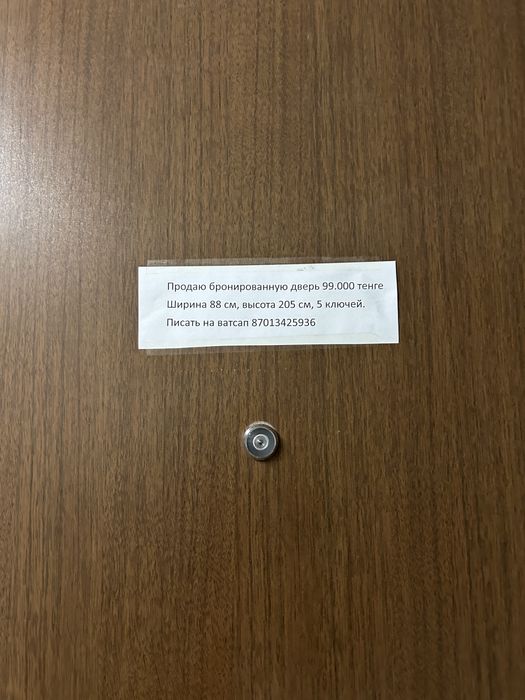 Продаю бронированную дверь 99.000 тенге
Ширина 88 см, высота 205 см, 5 ключей.
Писать на ватсап 87013425936